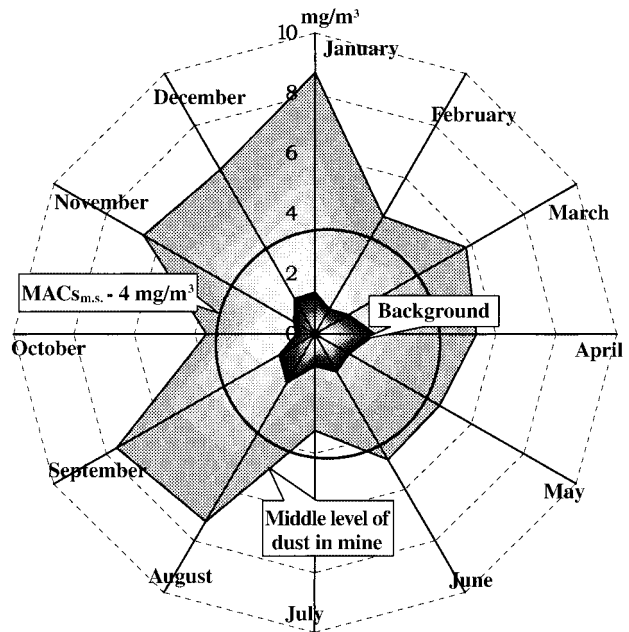 mg/m³
10
January
8
December
February
6
November
March
4
MACsm.s. - 4 mg/m³
2
Background
0
October
April
September
May
Middle level of
dust in mine
August
June
July